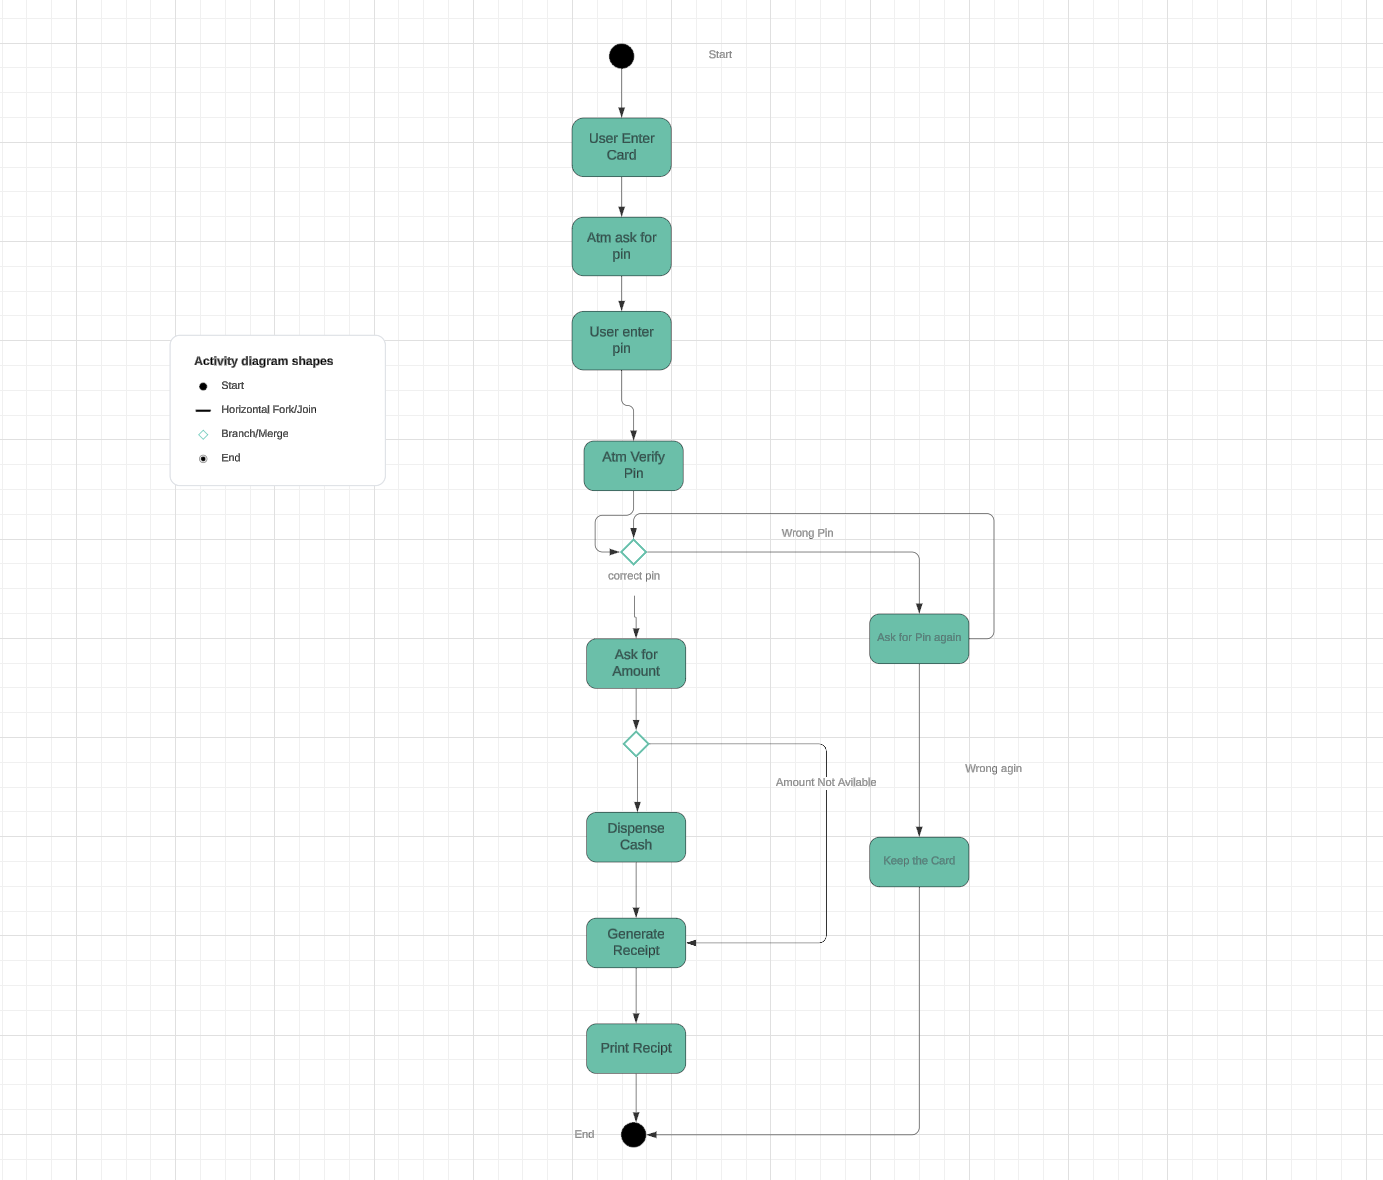 Start
User Enter
Card
Atm ask for
pin
User enter
pin
Activity diagram shapes
Start
Horizontal Fork/Join
Branch/Merge
End
Atm Verify
Pin
Wrong Pin
correct pin
Ask for Pin again
Ask for
Amount
Wrong agin
Amount Not Avilable
Dispense
Cash
Keep the Card
Generate
Receipt
Print Recipt
End